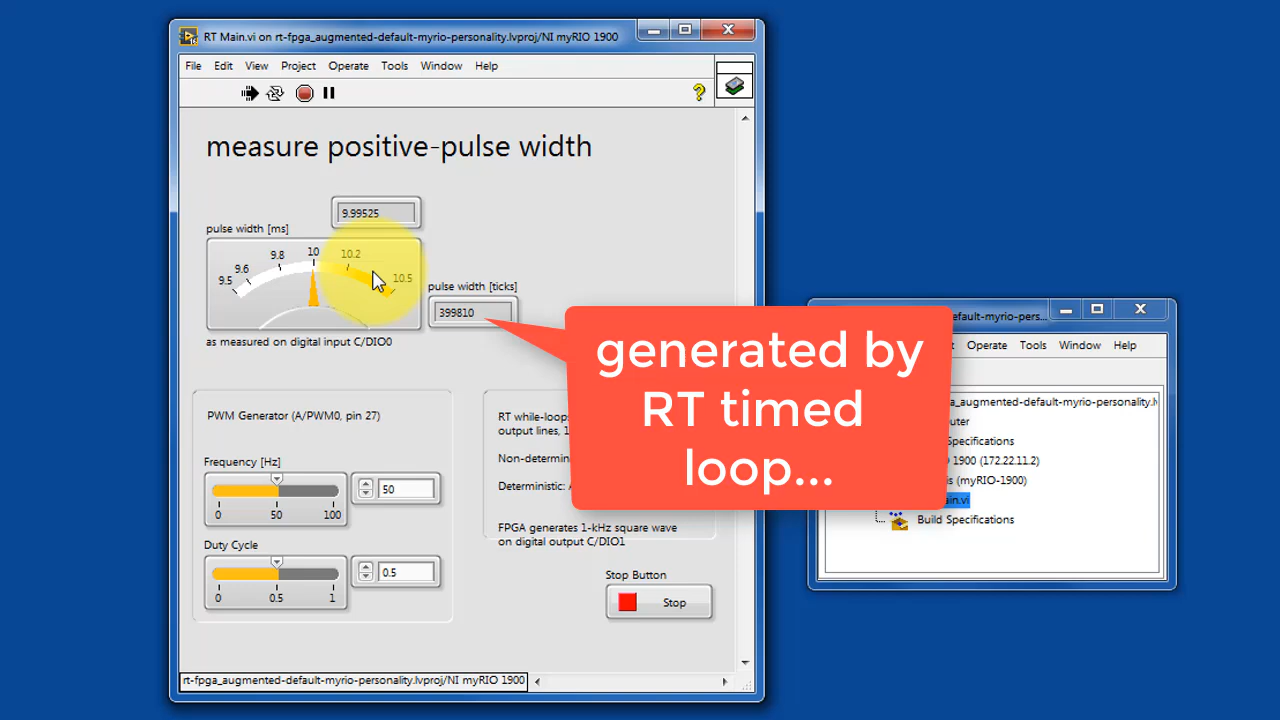 RT Main.vi on rt-fpga_augmented-default-myrio-personality.lvproj/NI myRIO 1900
File Edit View Project Operate Tools Window Help
?
measure positive-pulse width
9.99525
pulse width [ms]
9.5 9.6 9.8 10 10.2 10.5
pulse width [ticks]
399810
as measured on digital input C/DIO0
generated by
RT timed
loop...
PWM Generator (A/PWM0, pin 27)
Frequency [Hz]
50
0 50 100
Duty Cycle
0.5
0 0.5 1
RT while-loop
output lines, 1
Deterministic:
FPGA generates 1-kHz square wave
on digital output C/DIO1
Stop Button
Stop
rt-fpga_augmented-default-myrio-personality.lvproj/NI myRIO 1900
efault-myrio-pers...
Operate Tools Window Help
a_augmented-default-myrio-personality.lv
Specifications
1900 (172.22.11.2)
(myRIO-1900)
ain.vi
Build Specifications